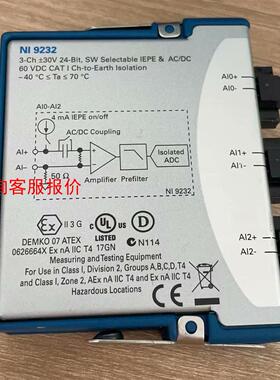 NI 9232
3-Ch ±30V 24-Bit, SW Selectable IEPE & AC/DC
60 VDC CAT I Ch-to-Earth Isolation
–40 °C ≤ Ta ≤ 70 °C
AI0+
AI0-
AI0-AI2
4 mA IEPE on/off
AC/DC Coupling
AI+
AI–
50 Ω
Amplifier
Prefilter
Isolated
ADC
NI 9232
AI1+
AI1-
淘客服报价
Ex II 3 G
DEMKO 07 ATEX
0626664X Ex nA IIC T4
UL
LISTED
17GN
N114
AI2+
AI2-
Measuring and Testing Equipment
For Use in Class I, Division 2, Groups A,B,C,D,T4
and Class I, Zone 2, AEx nA IIC T4, Ex nA IIC T4
Hazardous Locations